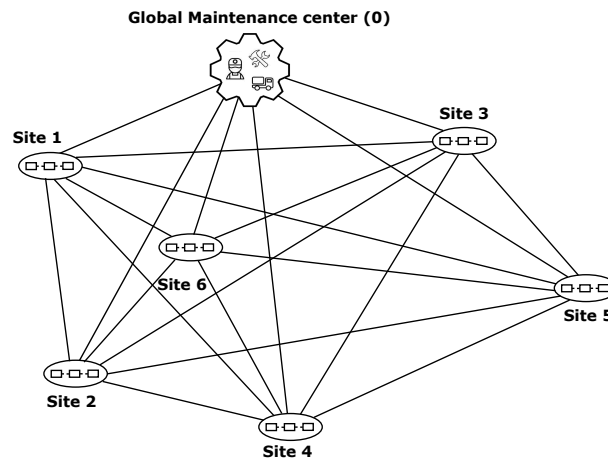 Global Maintenance center (0)
Site 3
Site 1
Site 6
Site 5
Site 2
Site 4